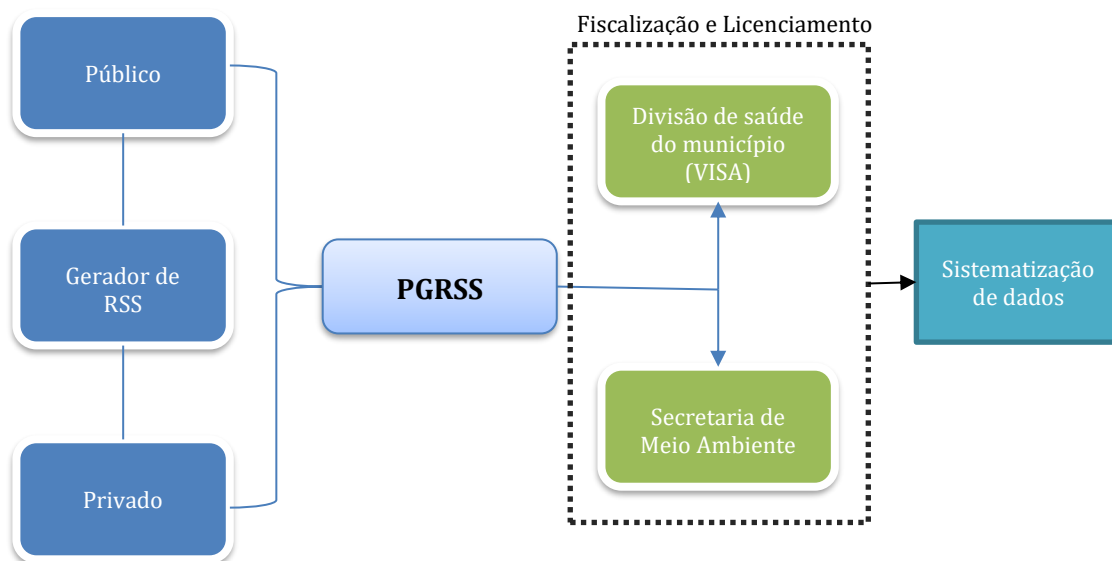 Fiscalização e Licenciamento
Público
Gerador de
RSS
Privado
PGRSS
Divisão de saúde
do município
(VISA)
Secretaria de
Meio Ambiente
Sistematização
de dados